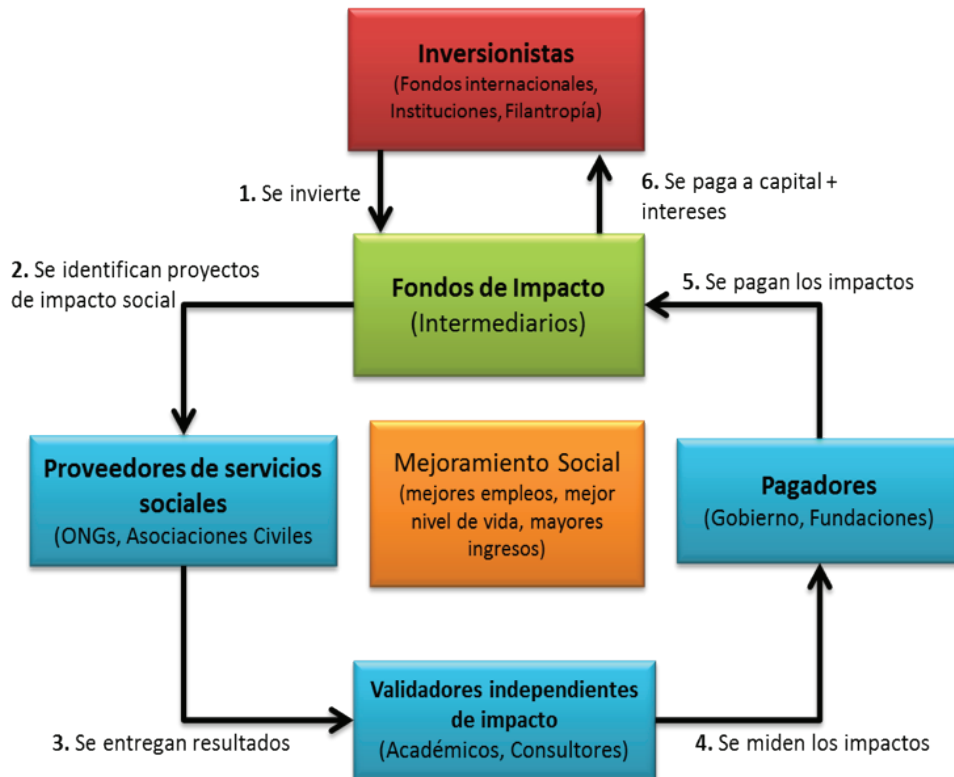 Inversionistas
(Fondos internacionales,
Instituciones, Filantropía)
1. Se invierte
6. Se paga a capital +
intereses
2. Se identifican proyectos
de impacto social
Fondos de Impacto
(Intermediarios)
5. Se pagan los impactos
Proveedores de servicios
sociales
(ONGs, Asociaciones Civiles
Mejoramiento Social
(mejores empleos, mejor
nivel de vida, mayores
ingresos)
Pagadores
(Gobierno, Fundaciones)
Validadores independientes
de impacto
(Académicos, Consultores)
3. Se entregan resultados
4. Se miden los impactos